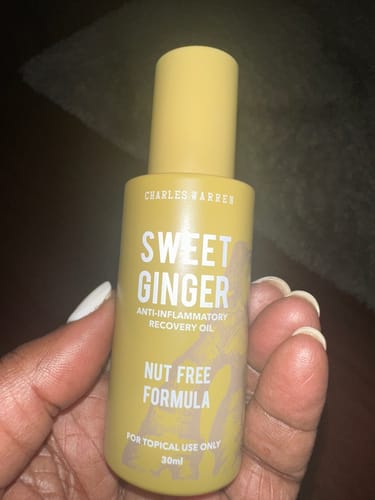 CHARLES WARREN
SWEET
GINGER
ANTI-INFLAMMATORY
RECOVERY OIL
NUT FREE
FORMULA
FOR TOPICAL USE ONLY
30ml